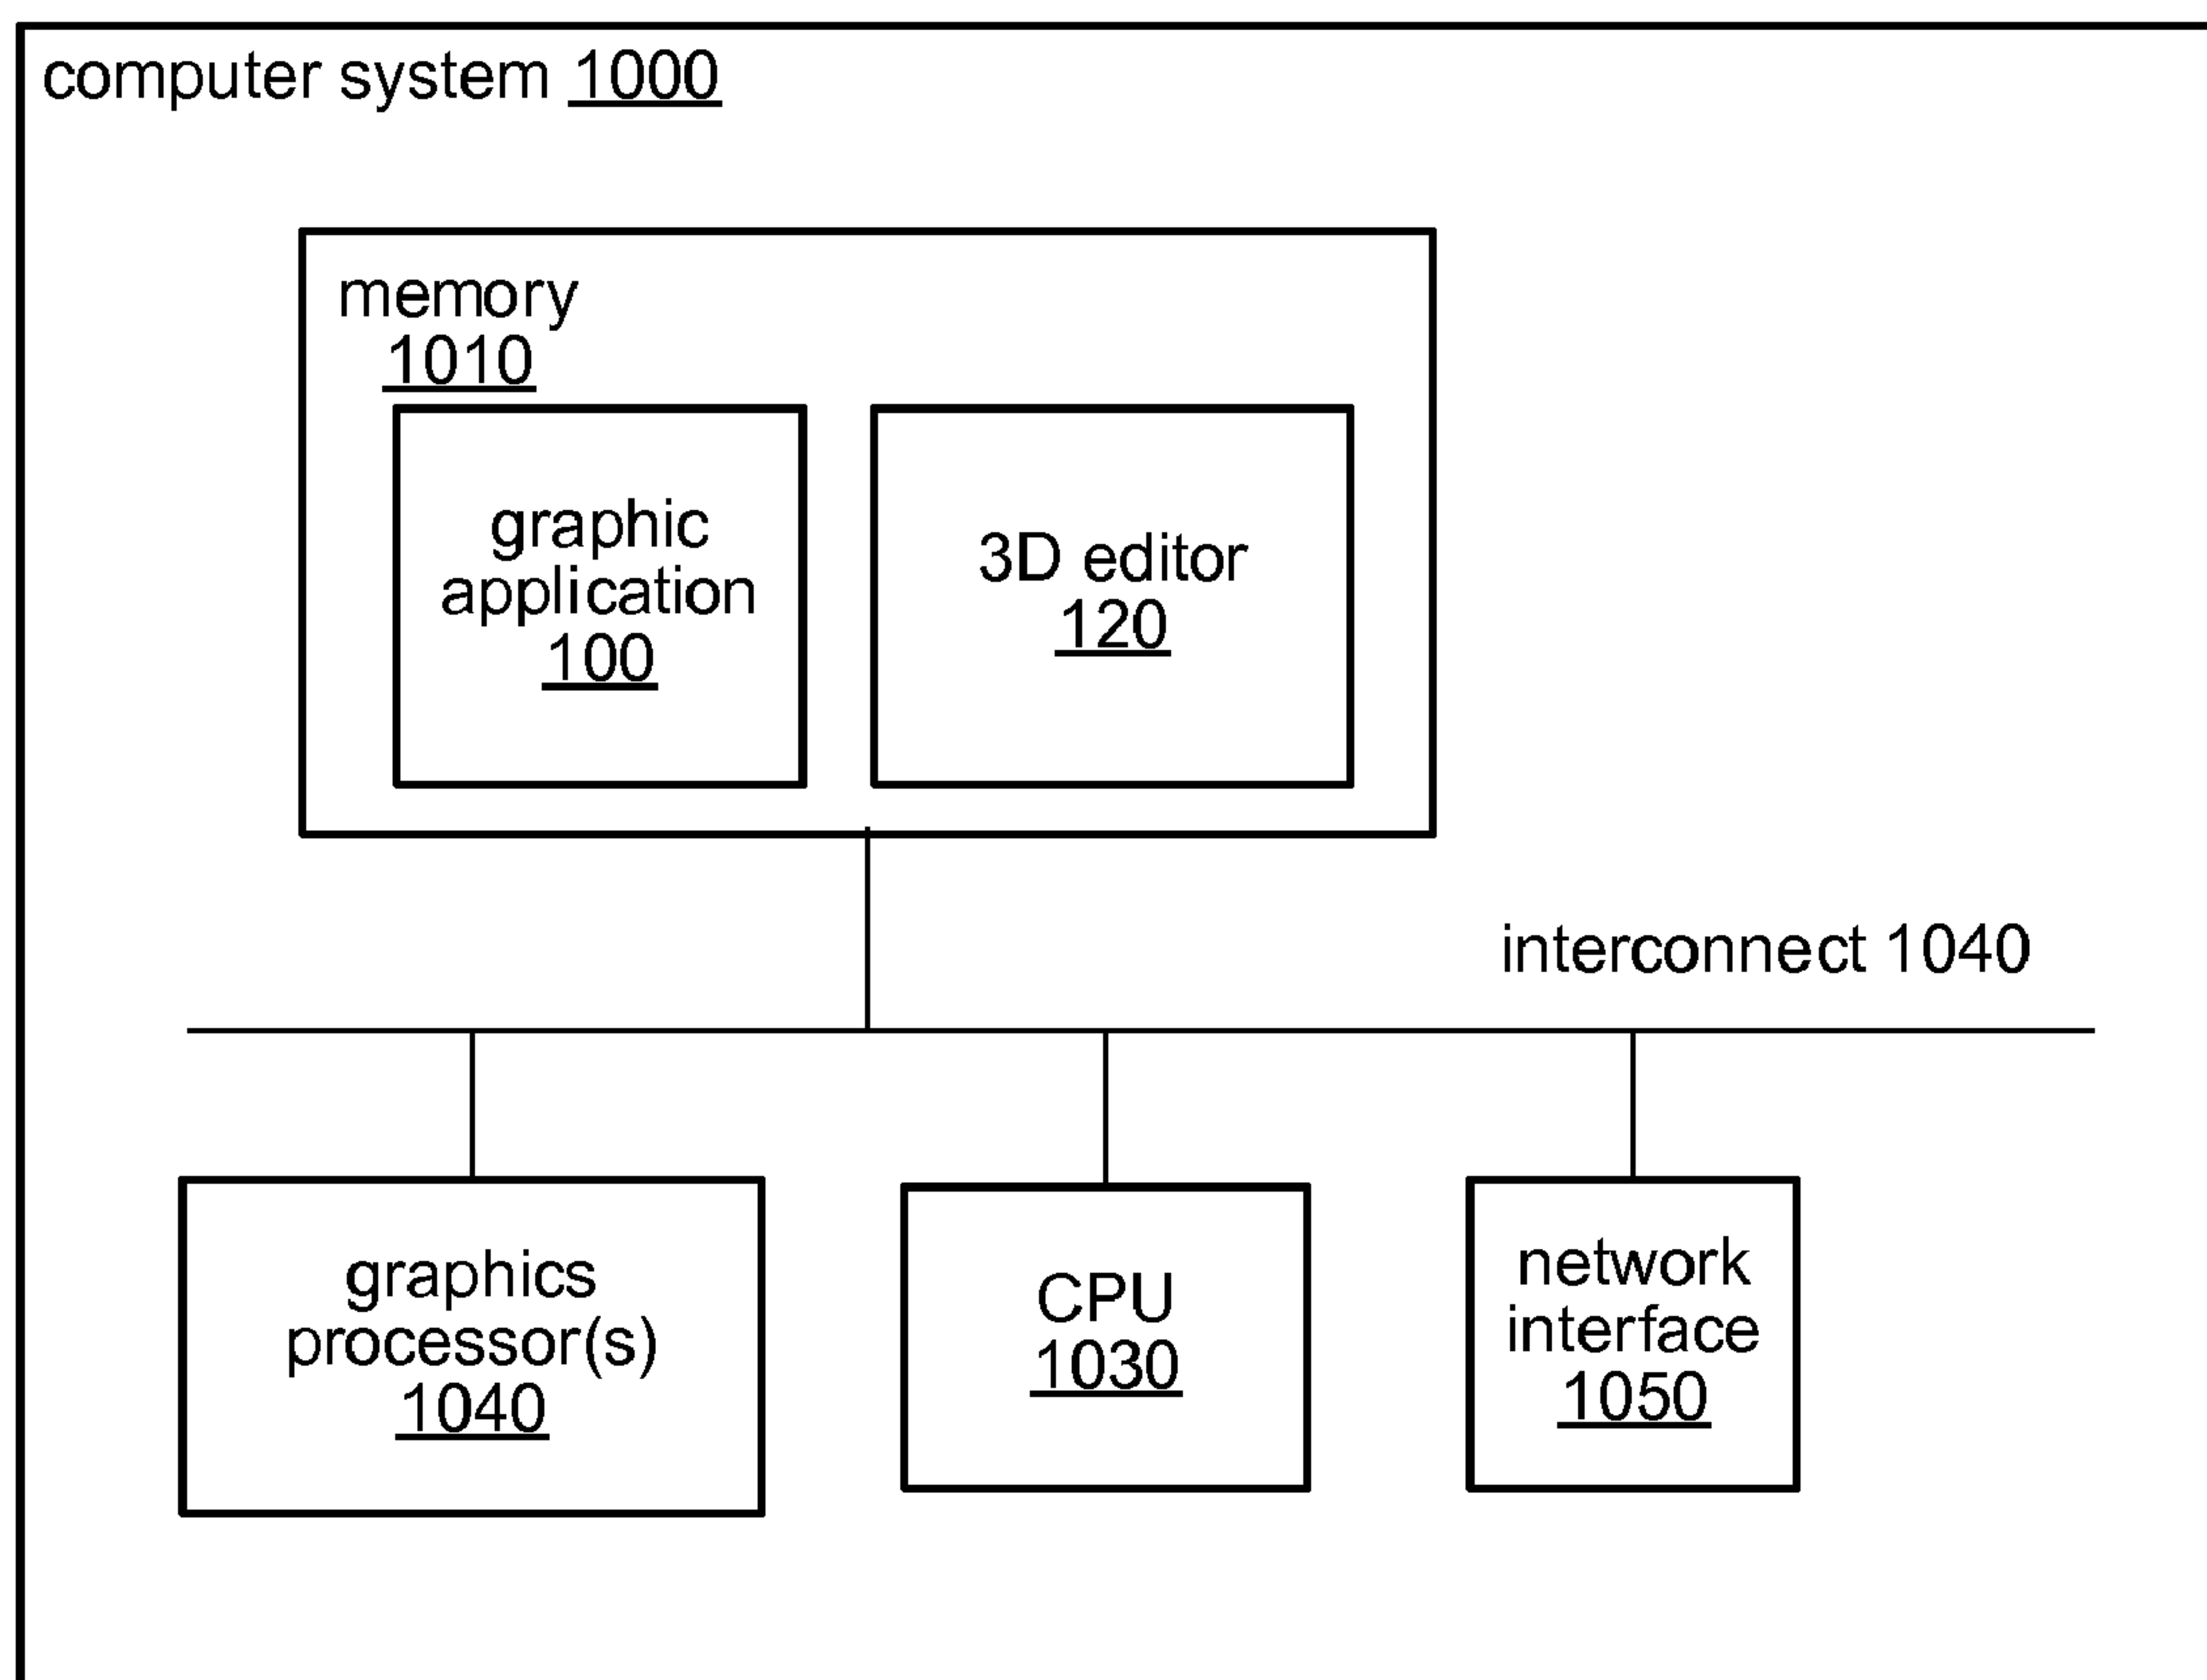 computer system 1000
memory
1010
graphic
application
100
3D editor
120
interconnect 1040
graphics
processor(s)
1040
CPU
1030
network
interface
1050